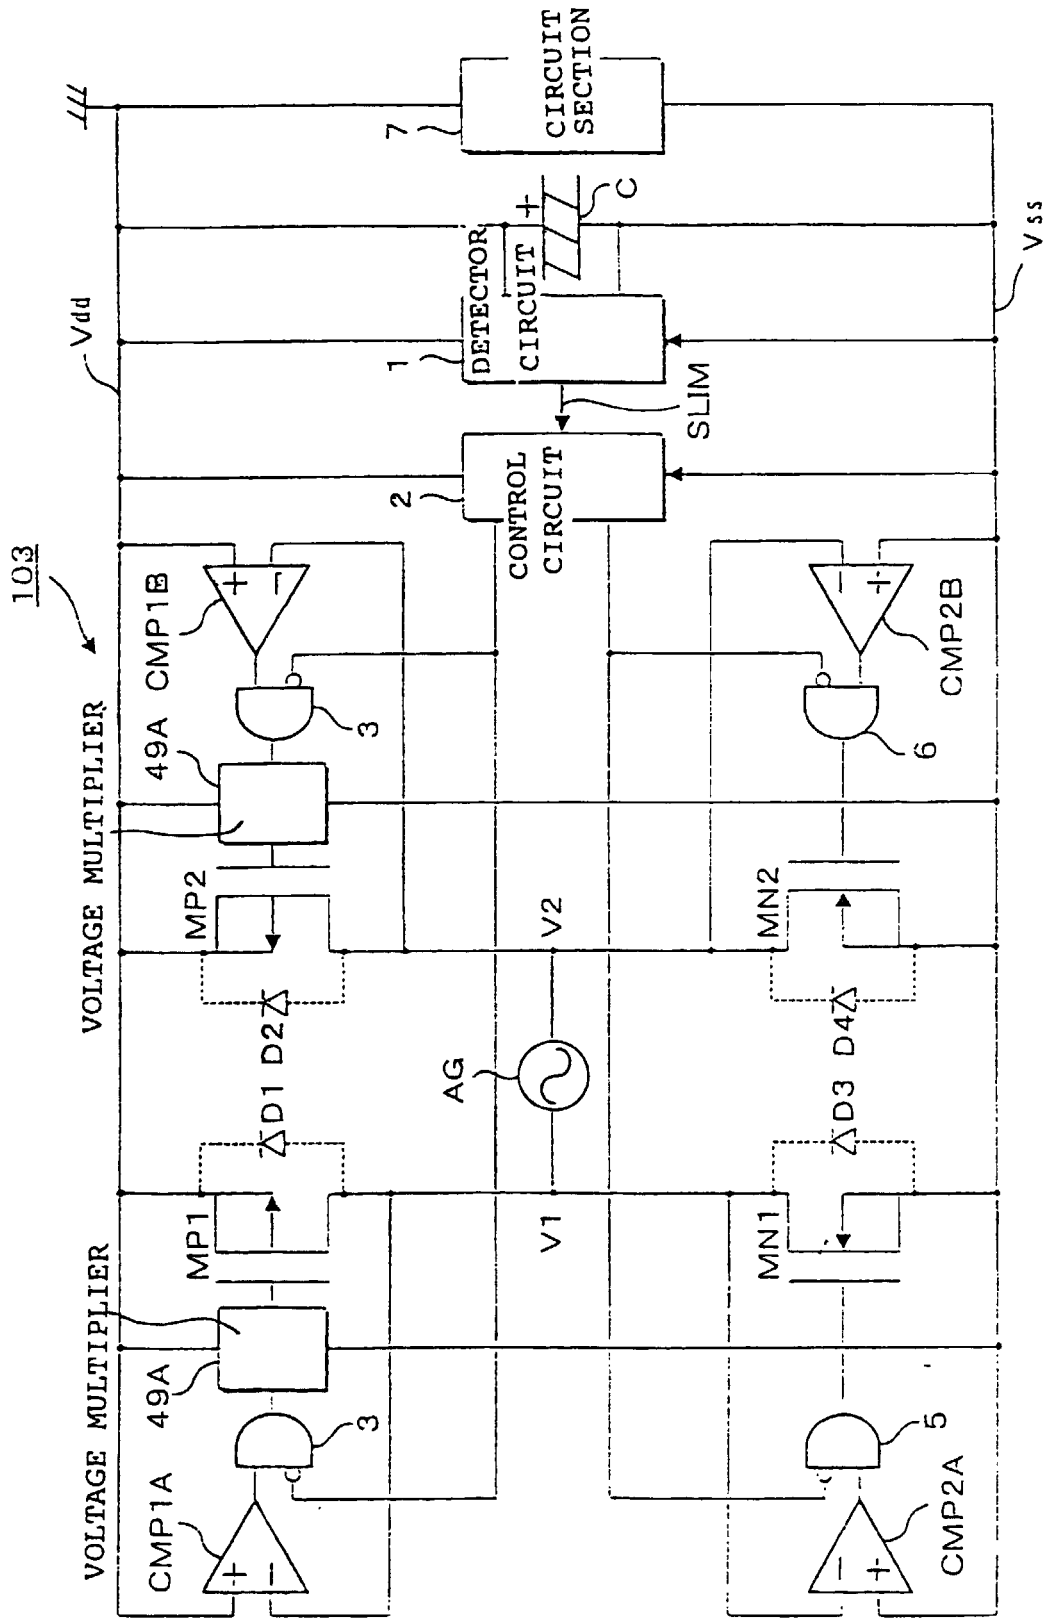 103
VOLTAGE MULTIPLIER
VOLTAGE MULTIPLIER
Vdd
CMP1A
49A
MP1
D1
D2
MP2
49A
CMP1B
+
−
3
+
−
3
2
CONTROL
CIRCUIT
1
DETECTOR
CIRCUIT
+
C
7
CIRCUIT
SECTION
SLIM
AG
V1
V2
MN1
D3
D4
MN2
−
+
5
CMP2A
−
+
6
CMP2B
Vss